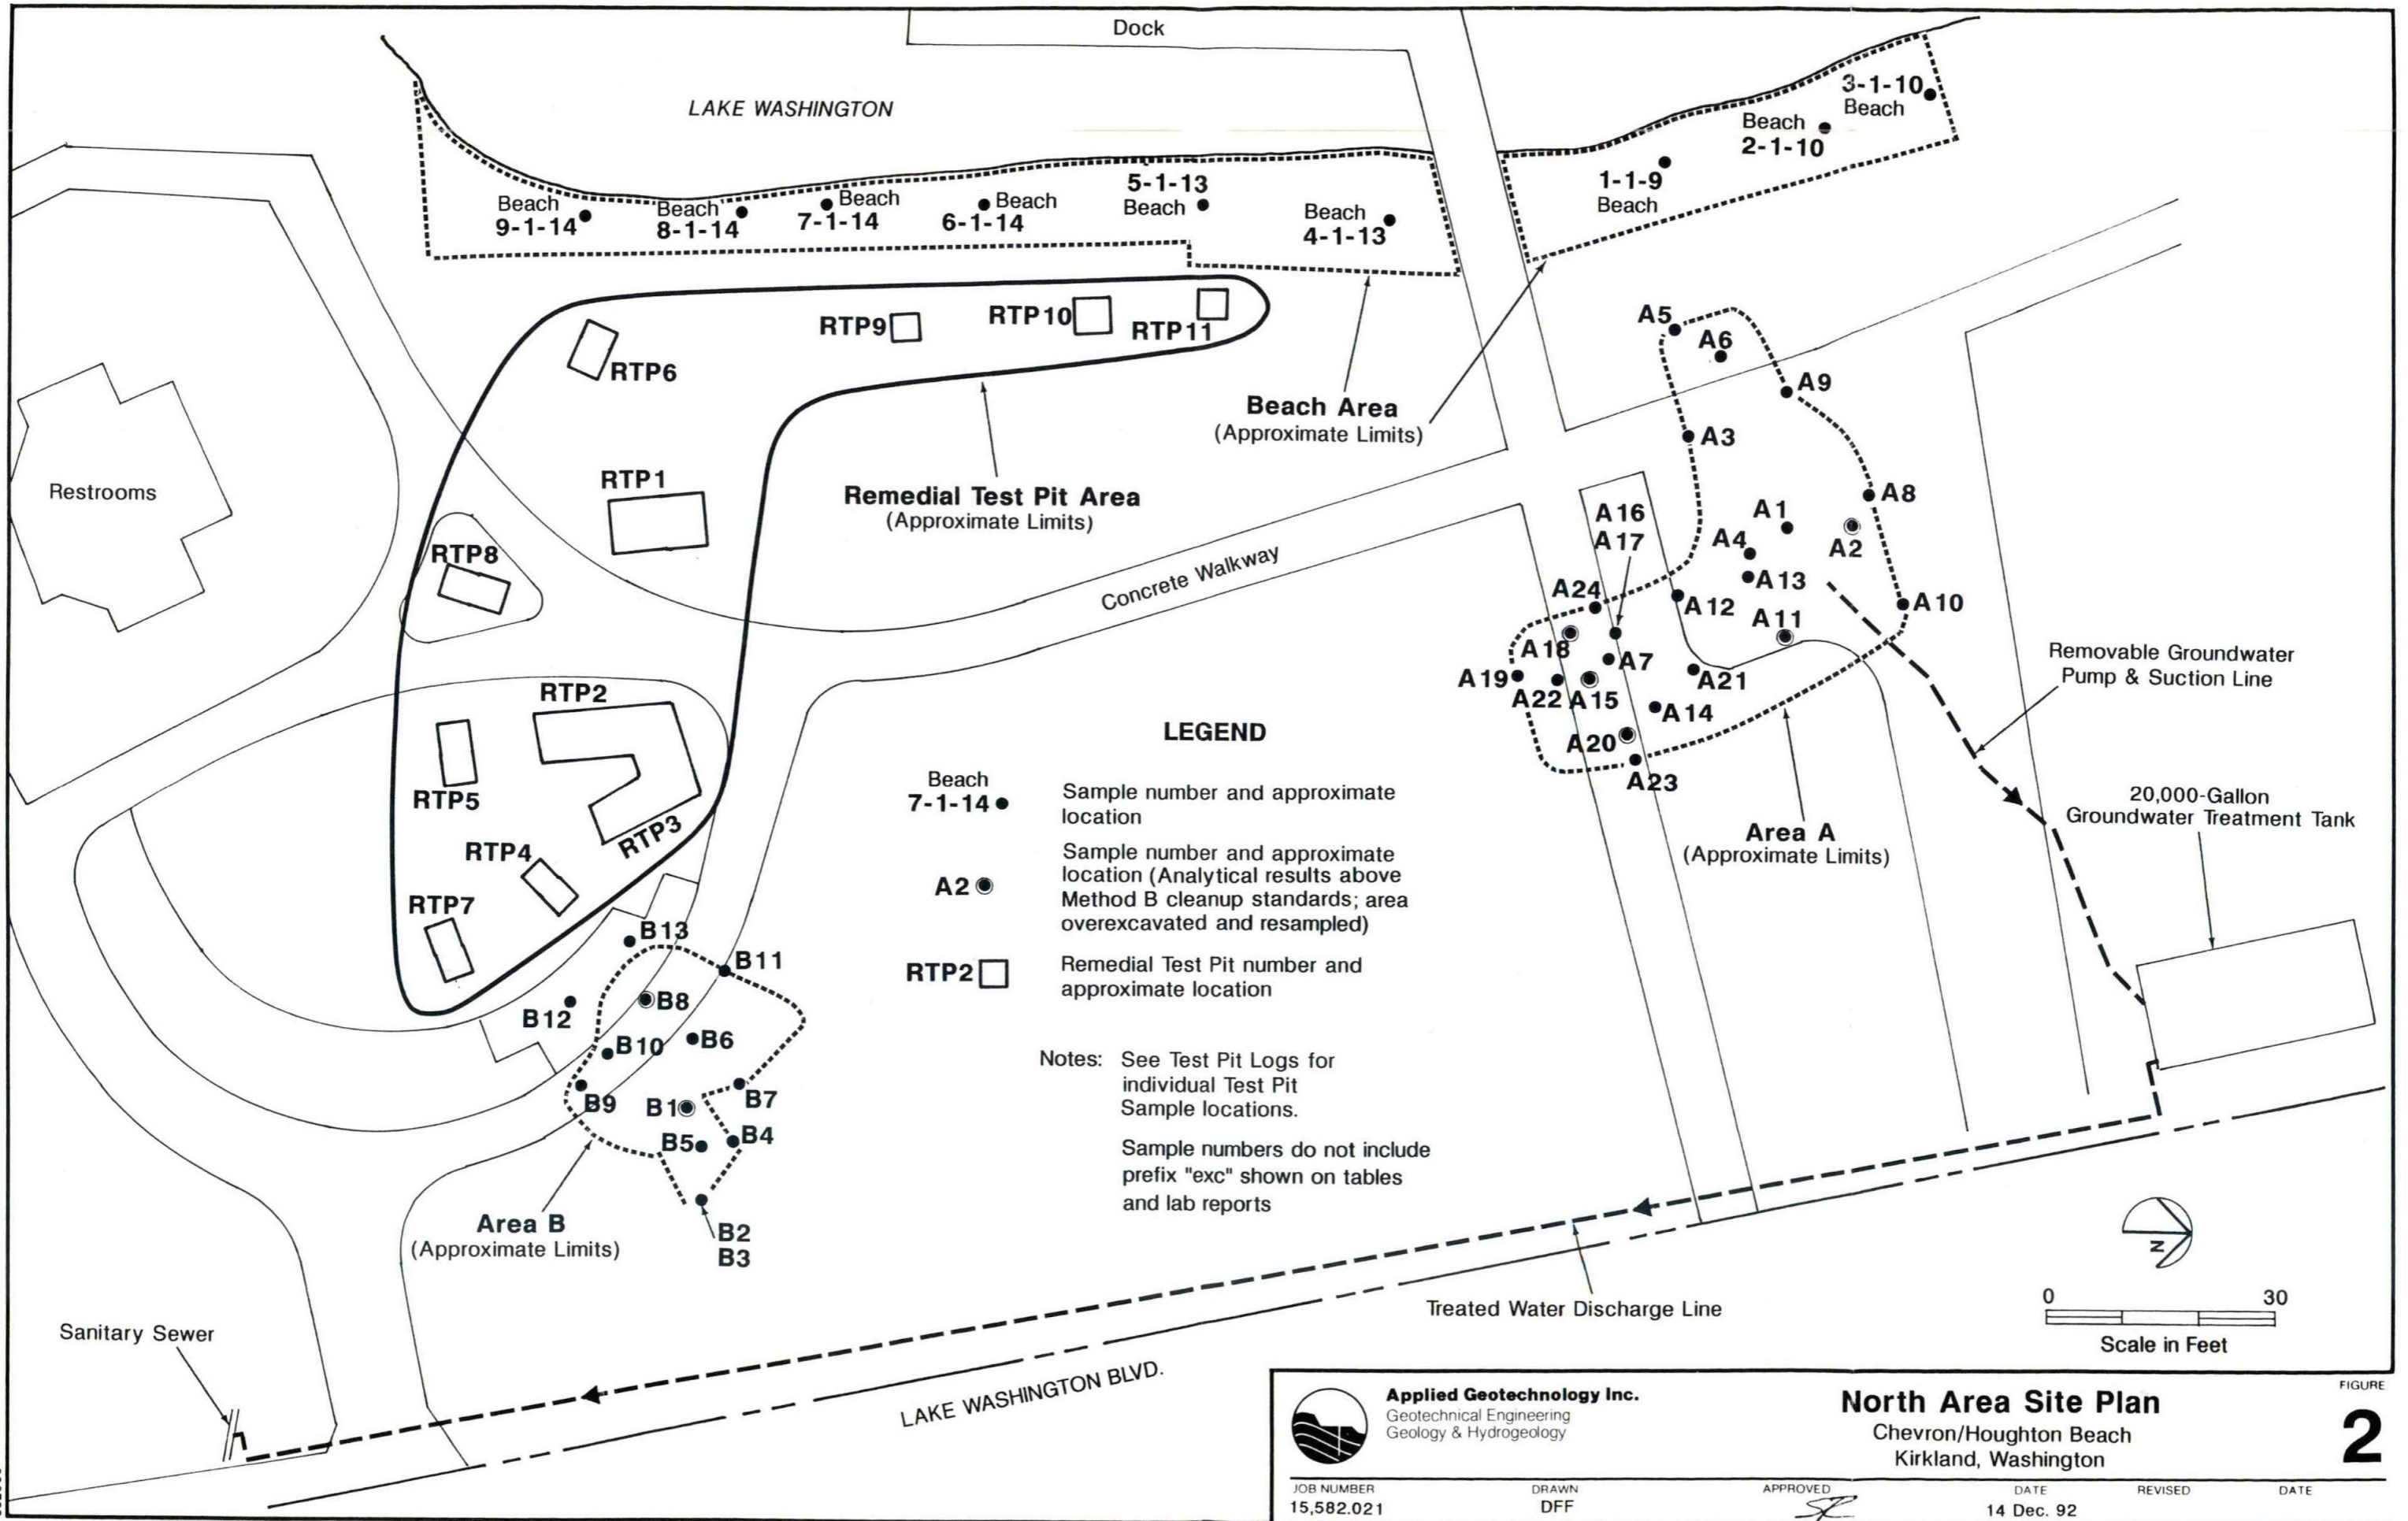 Dock
LAKE WASHINGTON
3-1-10
Beach
Beach
2-1-10
1-1-9
Beach
5-1-13
Beach
Beach
4-1-13
Beach
6-1-14
Beach
7-1-14
Beach
8-1-14
Beach
9-1-14
RTP6
RTP9
RTP10
RTP11
Beach Area
(Approximate Limits)
Restrooms
RTP1
Remedial Test Pit Area
(Approximate Limits)
RTP8
Concrete Walkway
A5
A6
A9
A3
A8
A1
A2
A4
A13
A16
A17
A24
A12
A11
A10
A18
A7
A19
A22
A15
A21
A14
A20
A23
Removable Groundwater
Pump & Suction Line
20,000-Gallon
Groundwater Treatment Tank
Area A
(Approximate Limits)
RTP2
RTP5
RTP3
RTP4
RTP7
B13
B11
B8
B12
B10
B6
B9
B1
B7
B5
B4
B2
B3
Area B
(Approximate Limits)
LEGEND
Beach
7-1-14
Sample number and approximate
location
A2
Sample number and approximate
location (Analytical results above
Method B cleanup standards; area
overexcavated and resampled)
RTP2
Remedial Test Pit number and
approximate location
Notes: See Test Pit Logs for
individual Test Pit
Sample locations.
Sample numbers do not include
prefix "exc" shown on tables
and lab reports
Treated Water Discharge Line
Sanitary Sewer
LAKE WASHINGTON BLVD.
N
0 30
Scale in Feet
Applied Geotechnology Inc.
Geotechnical Engineering
Geology & Hydrogeology
North Area Site Plan
Chevron/Houghton Beach
Kirkland, Washington
FIGURE
2
JOB NUMBER DRAWN APPROVED DATE REVISED DATE
15,582.021 DFF 14 Dec. 92